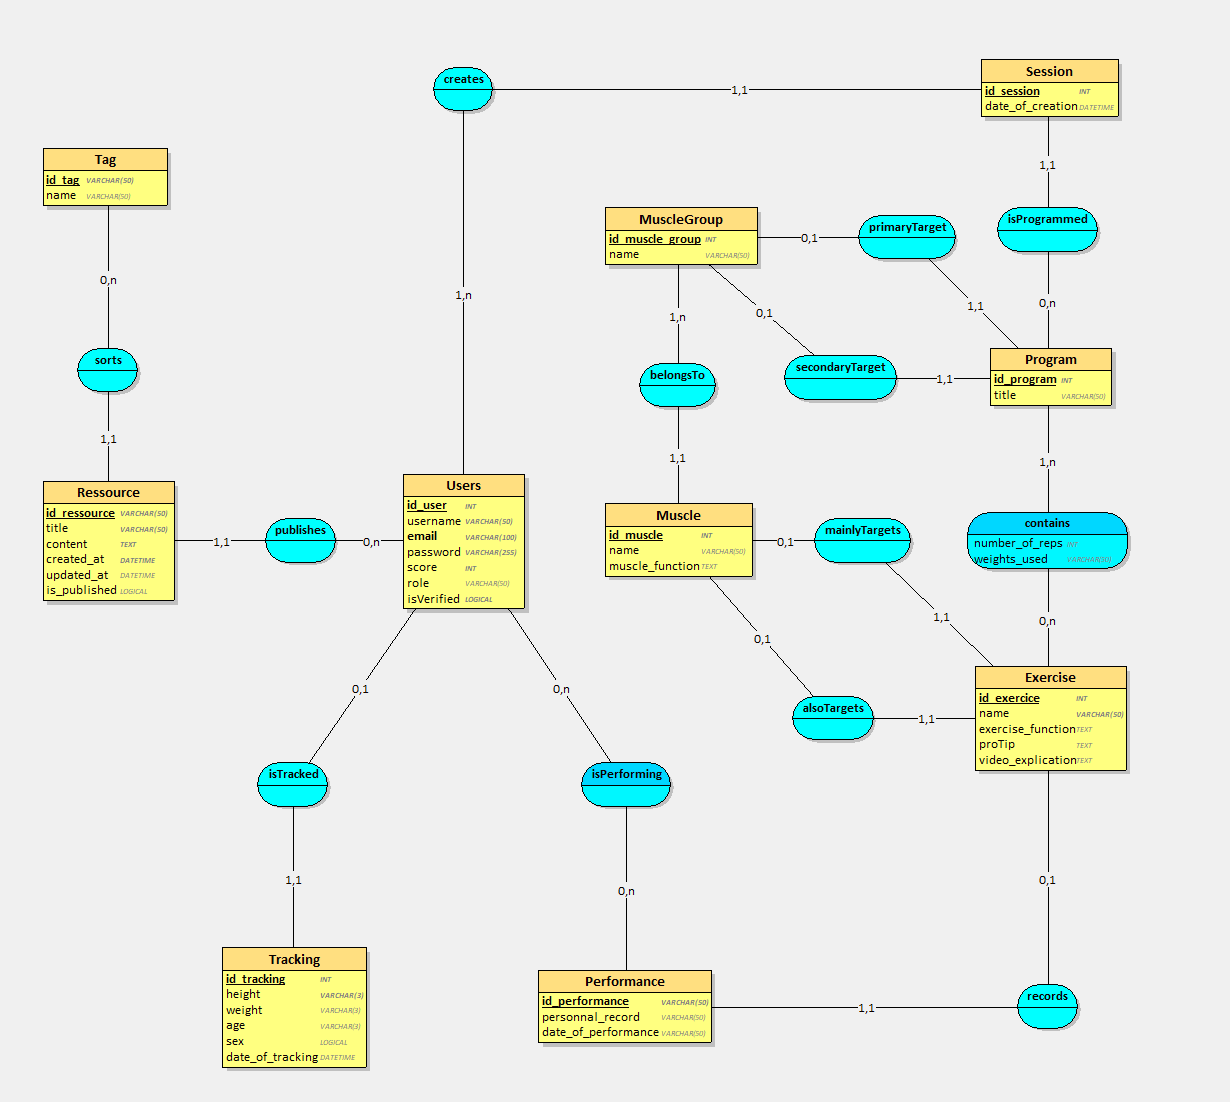 creates
1,1
Session
id_session INT
date_of_creation DATETIME
1,1
isProgrammed
0,n
Tag
id_tag VARCHAR(50)
name VARCHAR(50)
0,n
sorts
1,1
1,n
MuscleGroup
id_muscle_group INT
name VARCHAR(50)
0,1
primaryTarget
1,1
0,1
secondaryTarget
1,1
1,n
belongsTo
1,1
Program
id_program INT
title VARCHAR(50)
1,n
contains
number_of_reps INT
weights_used VARCHAR(50)
0,n
Ressource
id_ressource VARCHAR(50)
title VARCHAR(50)
content TEXT
created_at DATETIME
updated_at DATETIME
is_published LOGICAL
1,1
publishes
0,n
Users
id_user INT
username VARCHAR(50)
email VARCHAR(100)
password VARCHAR(255)
score INT
role VARCHAR(50)
isVerified LOGICAL
Muscle
id_muscle INT
name VARCHAR(50)
muscle_function TEXT
0,1
mainlyTargets
1,1
0,1
alsoTargets
1,1
Exercise
id_exercice INT
name VARCHAR(50)
exercise_function TEXT
proTip TEXT
video_explication TEXT
0,1
isTracked
1,1
0,n
isPerforming
0,n
0,1
records
1,1
Tracking
id_tracking INT
height VARCHAR(3)
weight VARCHAR(3)
age VARCHAR(3)
sex LOGICAL
date_of_tracking DATETIME
Performance
id_performance VARCHAR(50)
personnal_record VARCHAR(50)
date_of_performance VARCHAR(50)